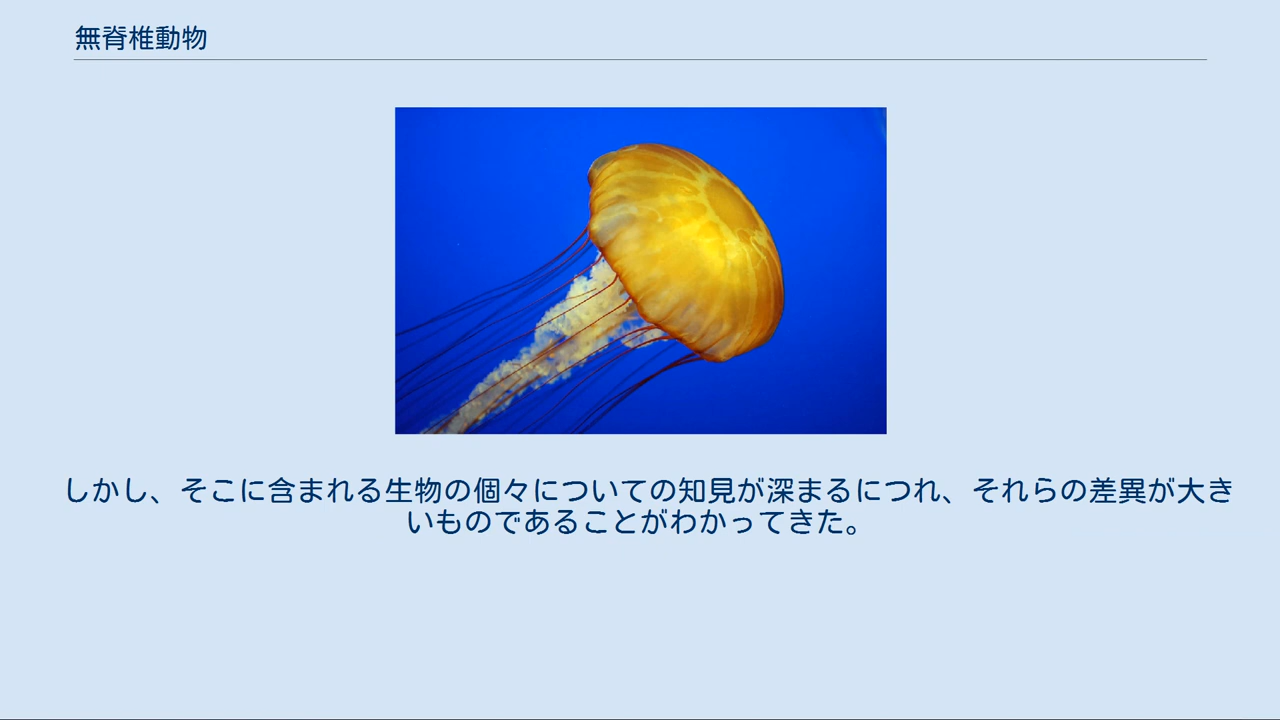 無脊椎動物
しかし、そこに含まれる生物の個々についての知見が深まるにつれ、それらの差異が大き
いものであることがわかってきた。